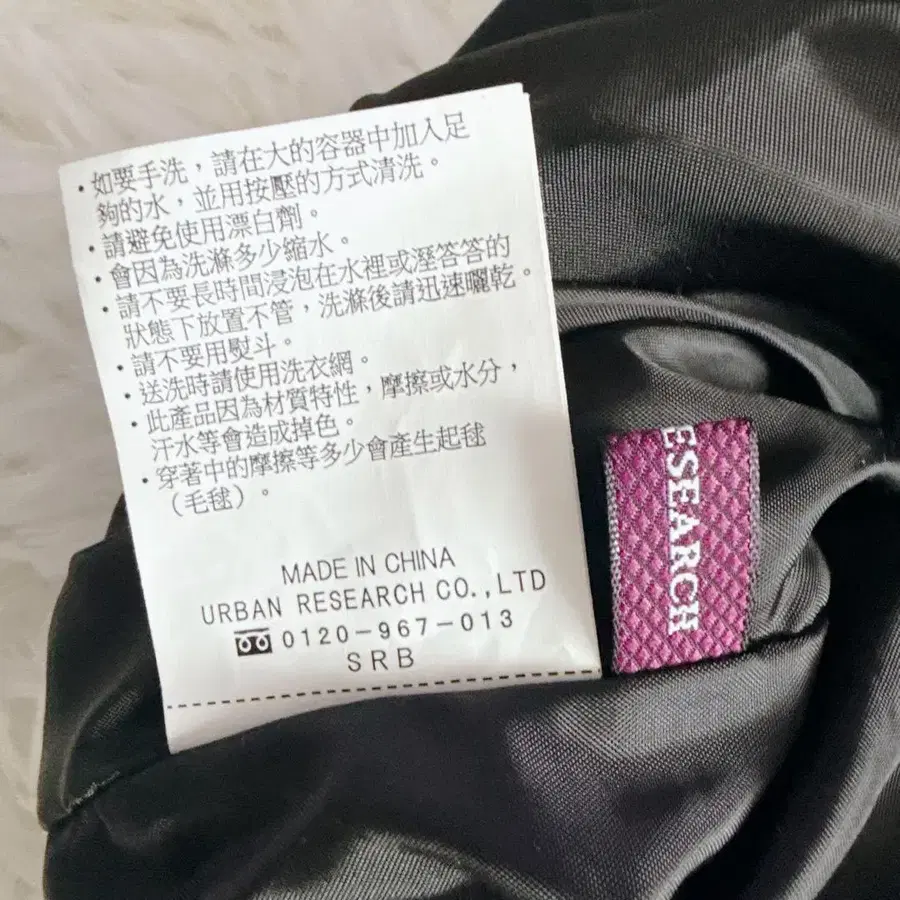 ・如要手洗，請在大的容器中加入足
夠的水，並用按壓的方式清洗。
・請避免使用漂白劑。
・會因為洗滌多少縮水。
・請不要長時間浸泡在水裡或溼答答的
狀態下放置不管，洗滌後請迅速曬乾。
・請不要用熨斗。
・送洗時請使用洗衣網。
・此產品因為材質特性，摩擦或水分，
汗水等會造成掉色。
・穿著中的摩擦等多少會產生起毬
（毛毬）。
MADE IN CHINA
URBAN RESEARCH CO.,LTD
0120-967-013
SRB
ESEARCH